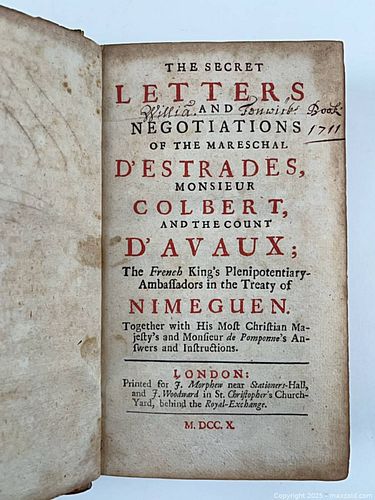 THE SECRET
LETTERS
AND
Willia. Fenwick's Book
1711
NEGOTIATIONS
OF THE MARESCHAL
D'ESTRADES,
MONSIEUR
COLBERT,
AND THE COUNT
D'AVAUX;
The French King's Plenipotentiary-
Ambaſſadors in the Treaty of
NIMEGUEN.
Together with His Moſt Chriſtian Ma-
jeſty's and Monſieur de Pomponne's An-
ſwers and Inſtructions.
LONDON:
Printed for J. Morphew near Stationers-Hall,
and J. Woodward in St. Chriſtopher's Church-
Yard, behind the Royal-Exchange.
M. DCC. X.
Copyright 2025 - maxsold.com